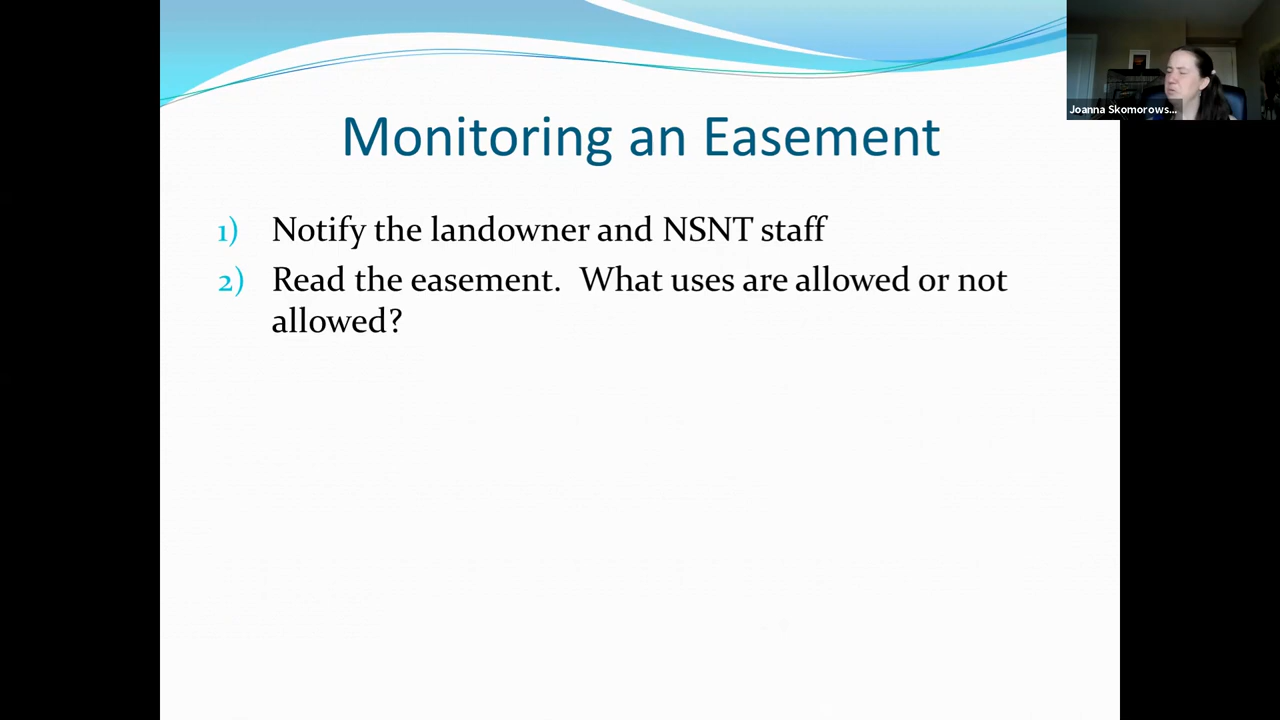 Joanna Skomorows...
Monitoring an Easement
1) Notify the landowner and NSNT staff
2) Read the easement. What uses are allowed or not
allowed?